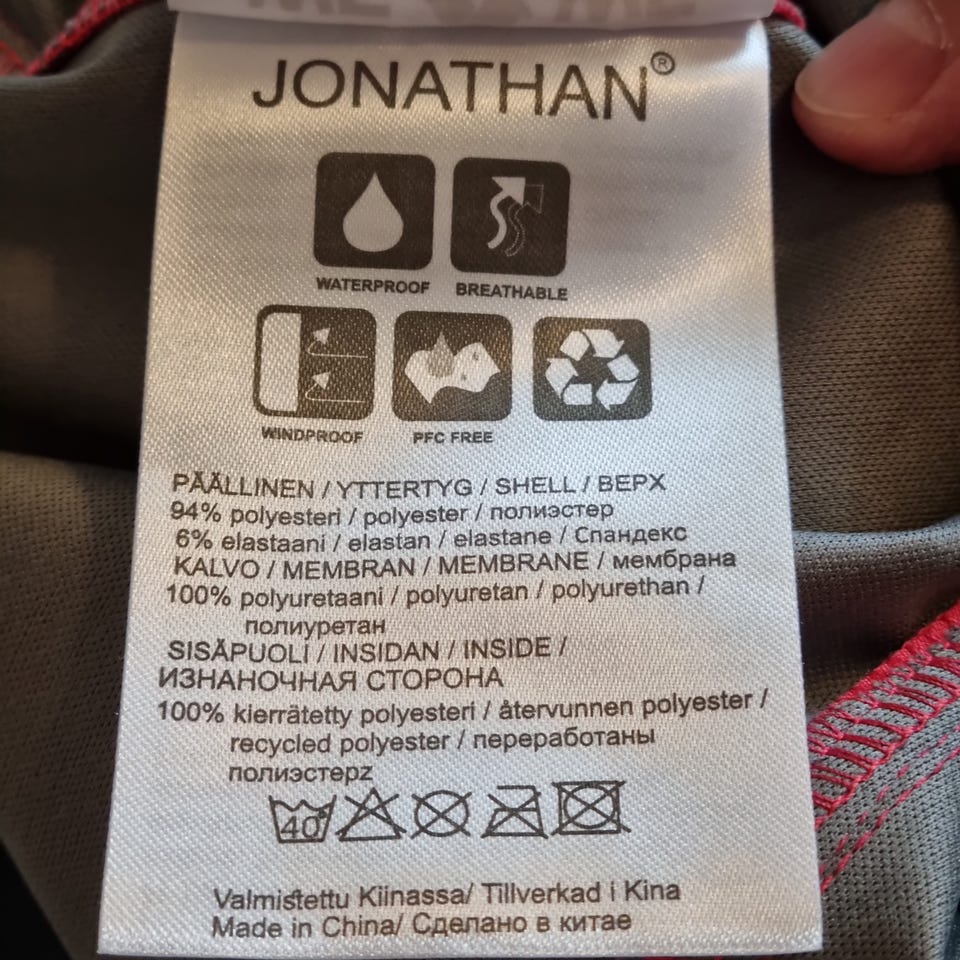 JONATHAN®
WATERPROOF BREATHABLE
WINDPROOF PFC FREE
PÄÄLLINEN / YTTERTYG / SHELL / ВЕРХ
94% polyesteri / polyester / полиэстер
6% elastaani / elastan / elastane / Спандекс
KALVO / MEMBRAN / MEMBRANE / мембрана
100% polyuretaani / polyuretan / polyurethan /
полиуретан
SISÄPUOLI / INSIDAN / INSIDE /
ИЗНАНОЧНАЯ СТОРОНА
100% kierrätetty polyesteri / återvunnen polyester /
recycled polyester / переработаны
полиэстерz
40
Valmistettu Kiinassa/ Tillverkad i Kina
Made in China/ Сделано в китае